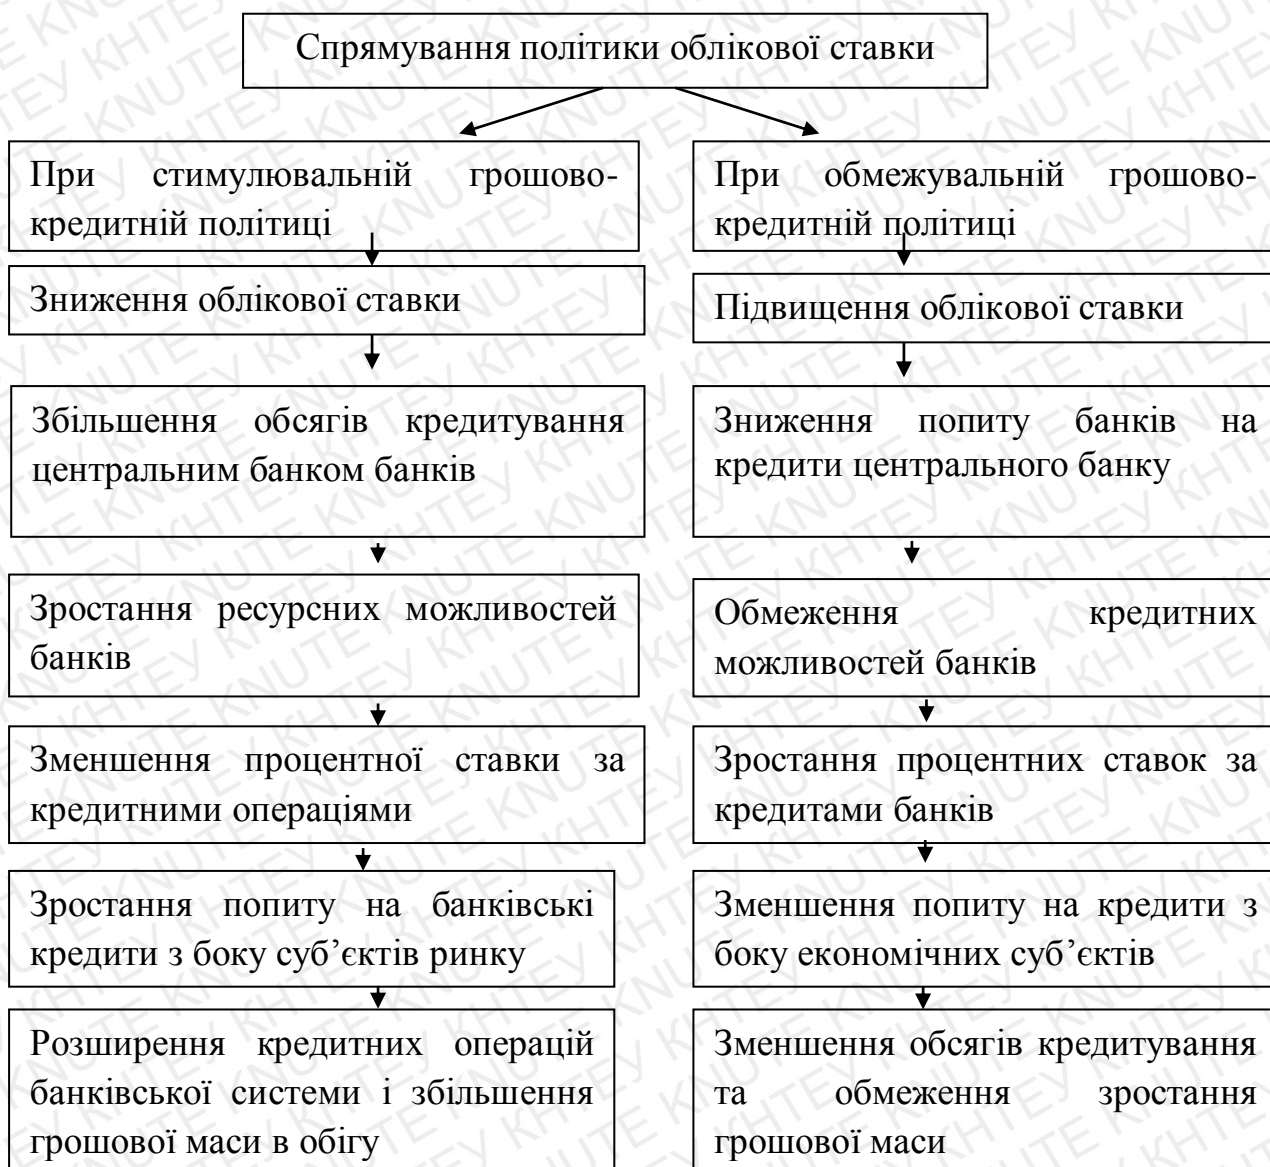 Спрямування політики облікової ставки
При стимулювальній грошово-
кредитній політиці
Зниження облікової ставки
Збільшення обсягів кредитування
центральним банком банків
Зростання ресурсних можливостей
банків
Зменшення процентної ставки за
кредитними операціями
Зростання попиту на банківські
кредити з боку суб’єктів ринку
Розширення кредитних операцій
банківської системи і збільшення
грошової маси в обігу
При обмежувальній грошово-
кредитній політиці
Підвищення облікової ставки
Зниження попиту банків на
кредити центрального банку
Обмеження кредитних
можливостей банків
Зростання процентних ставок за
кредитами банків
Зменшення попиту на кредити з
боку економічних суб’єктів
Зменшення обсягів кредитування
та обмеження зростання
грошової маси